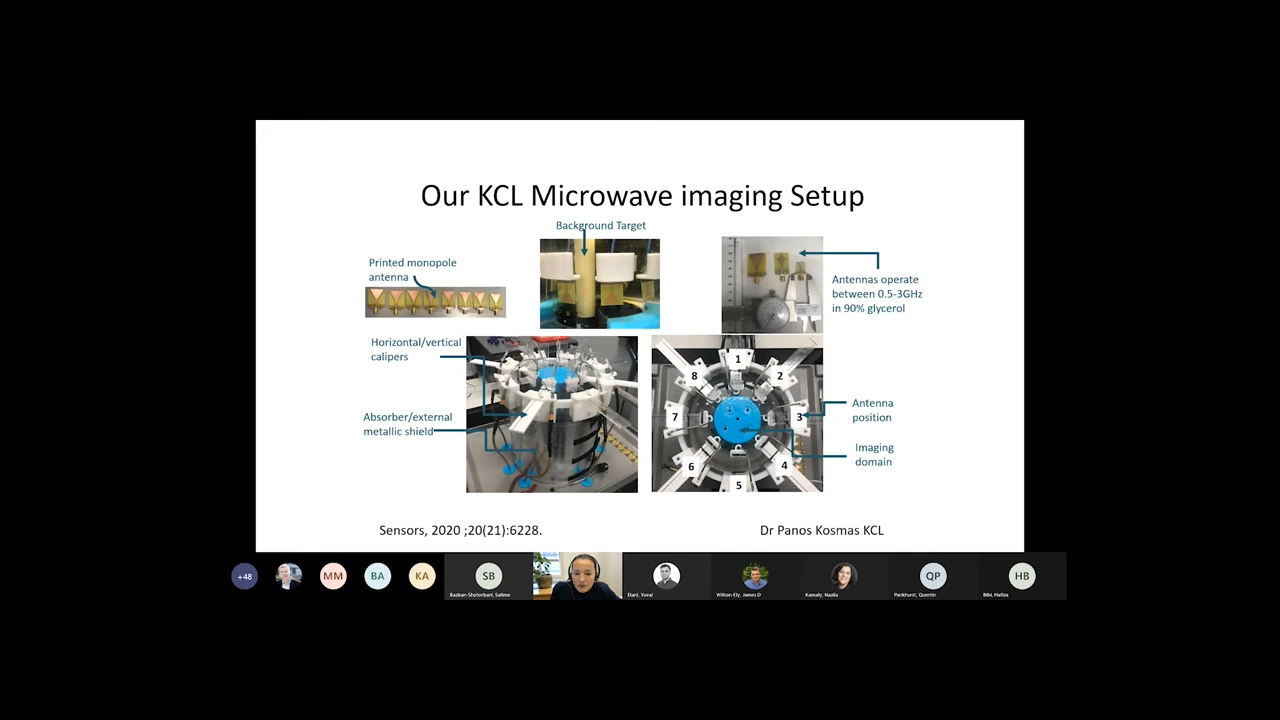 Our KCL Microwave imaging Setup
Background Target
Printed monopole
antenna
Antennas operate
between 0.5-3GHz
in 90% glycerol
Horizontal/vertical
calipers
Absorber/external
metallic shield
1
2
3
4
5
6
7
8
Antenna
position
Imaging
domain
Sensors, 2020 ;20(21):6228.
Dr Panos Kosmas KCL
+48
MM
BA
KA
SB
QP
HB
Bazban-Shotorbani, Salime
Elani, Yuval
Wilton-Ely, James D
Kamaly, Nazila
Pankhurst, Quentin
Bibi, Hafiza